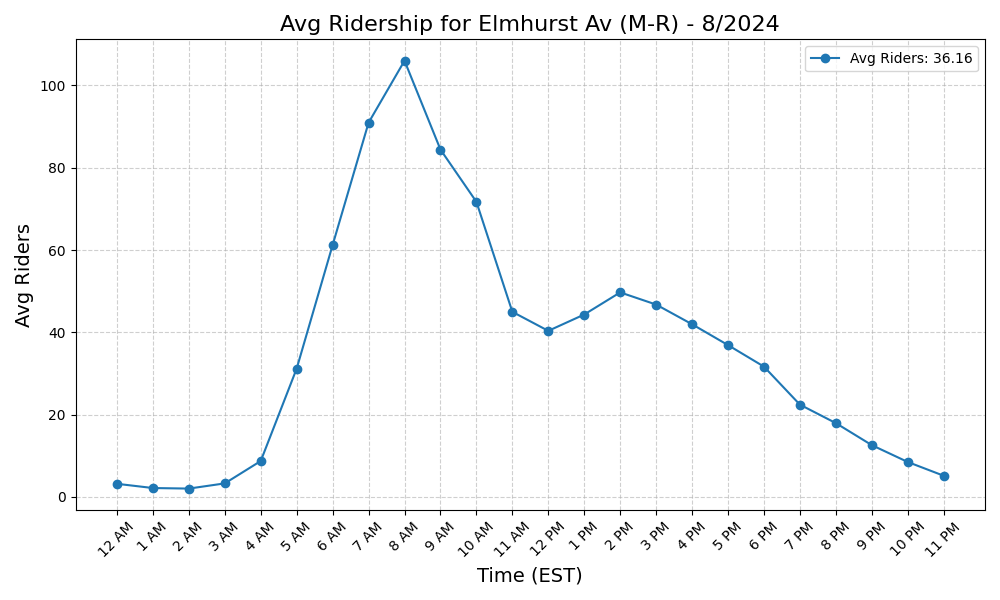 Avg Ridership for Elmhurst Av (M-R) - 8/2024
Avg Riders: 36.16
Avg Riders
100
80
60
40
20
0
12 AM
1 AM
2 AM
3 AM
4 AM
5 AM
6 AM
7 AM
8 AM
9 AM
10 AM
11 AM
12 PM
1 PM
2 PM
3 PM
4 PM
5 PM
6 PM
7 PM
8 PM
9 PM
10 PM
11 PM
Time (EST)